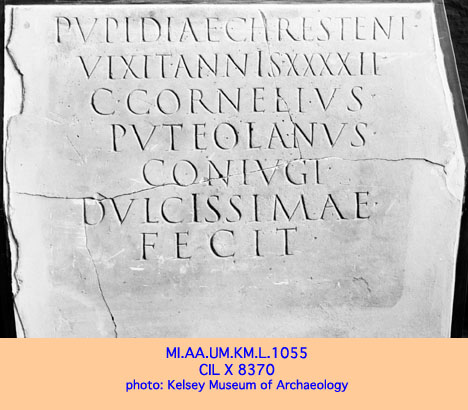 PVPIDIAE CHRESTENI
VIXIT ANNIS·XXXXII
C·CORNELIVS·
PVTEOLANVS·
CONIVGI·
DVLCISSIMAE·
FECIT·
MI.AA.UM.KM.L.1055
CIL X 8370
photo: Kelsey Museum of Archaeology